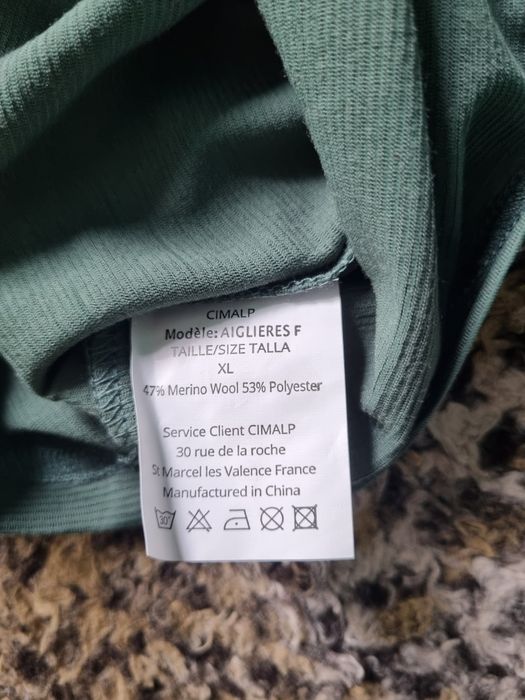 CIMALP
Modèle: AIGLIERES F
TAILLE/SIZE TALLA
XL
47% Merino Wool 53% Polyester
Service Client CIMALP
30 rue de la roche
St Marcel les Valence France
Manufactured in China
30°